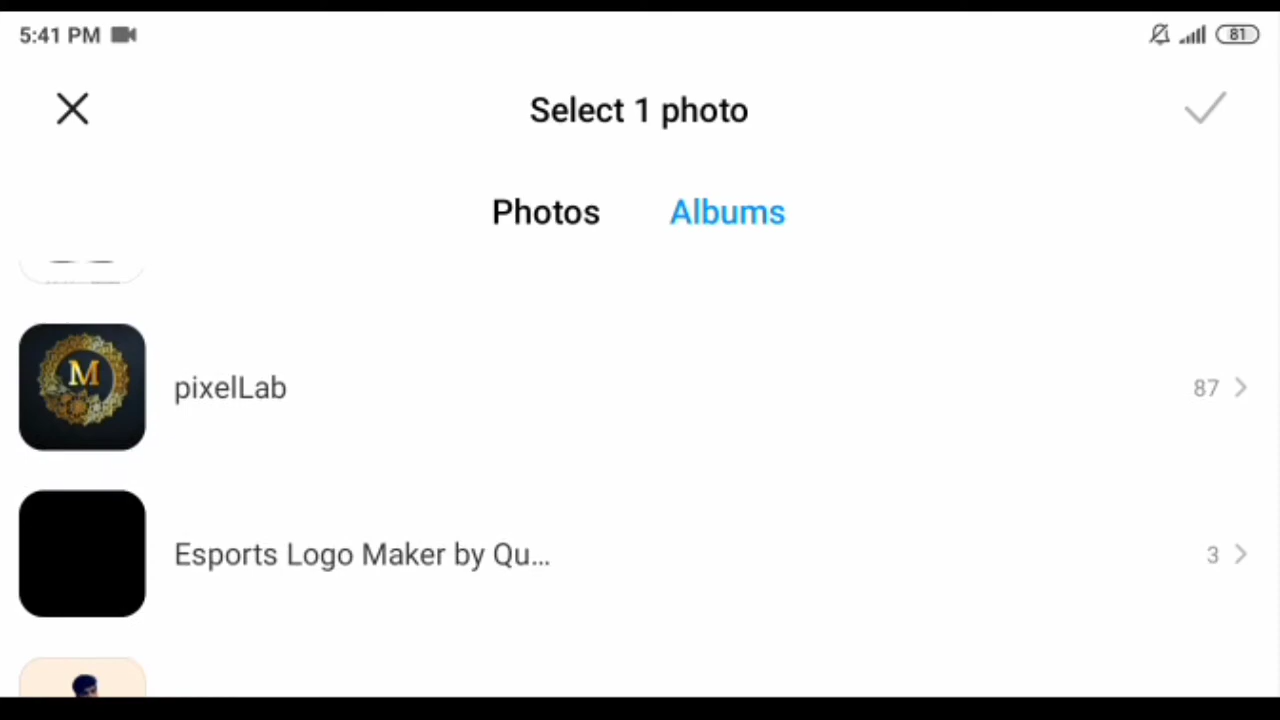 5:41 PM
81
Select 1 photo
Photos Albums
M
pixelLab 87
Esports Logo Maker by Qu... 3